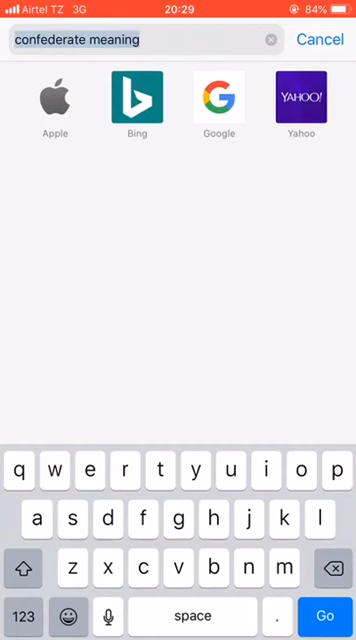 Airtel TZ 3G 20:29 84%
confederate meaning Cancel
YAHOO!
Apple Bing Google Yahoo
q w e r t y u i o p
a s d f g h j k l
z x c v b n m
123 space . Go